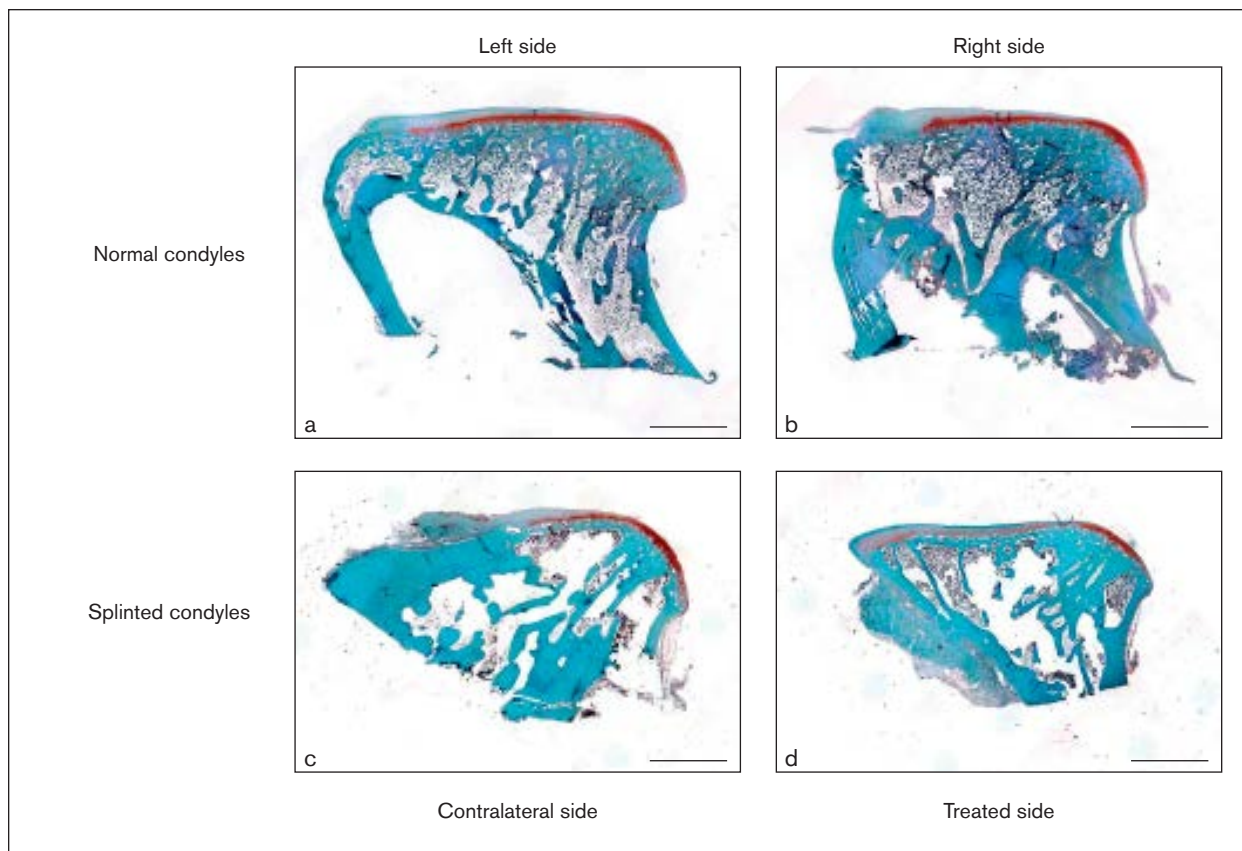 Left side
Right side
Normal condyles
a
b
Splinted condyles
c
d
Contralateral side
Treated side